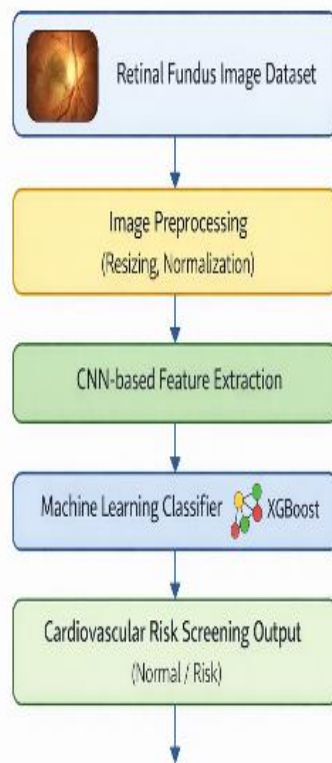 Retinal Fundus Image Dataset
Image Preprocessing
(Resizing, Normalization)
CNN-based Feature Extraction
Machine Learning Classifier XGBoost
Cardiovascular Risk Screening Output
(Normal / Risk)